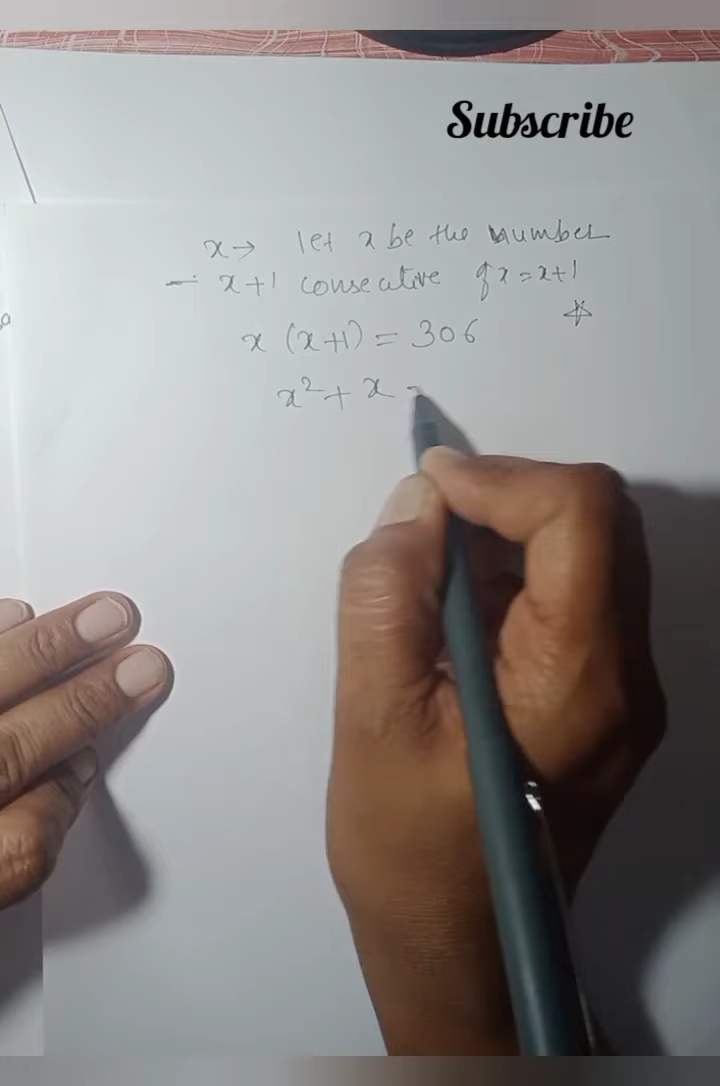 Subscribe
x → let x be the number
- x+1 consecutive of x = x+1
x (x+1) = 306
x² + x -